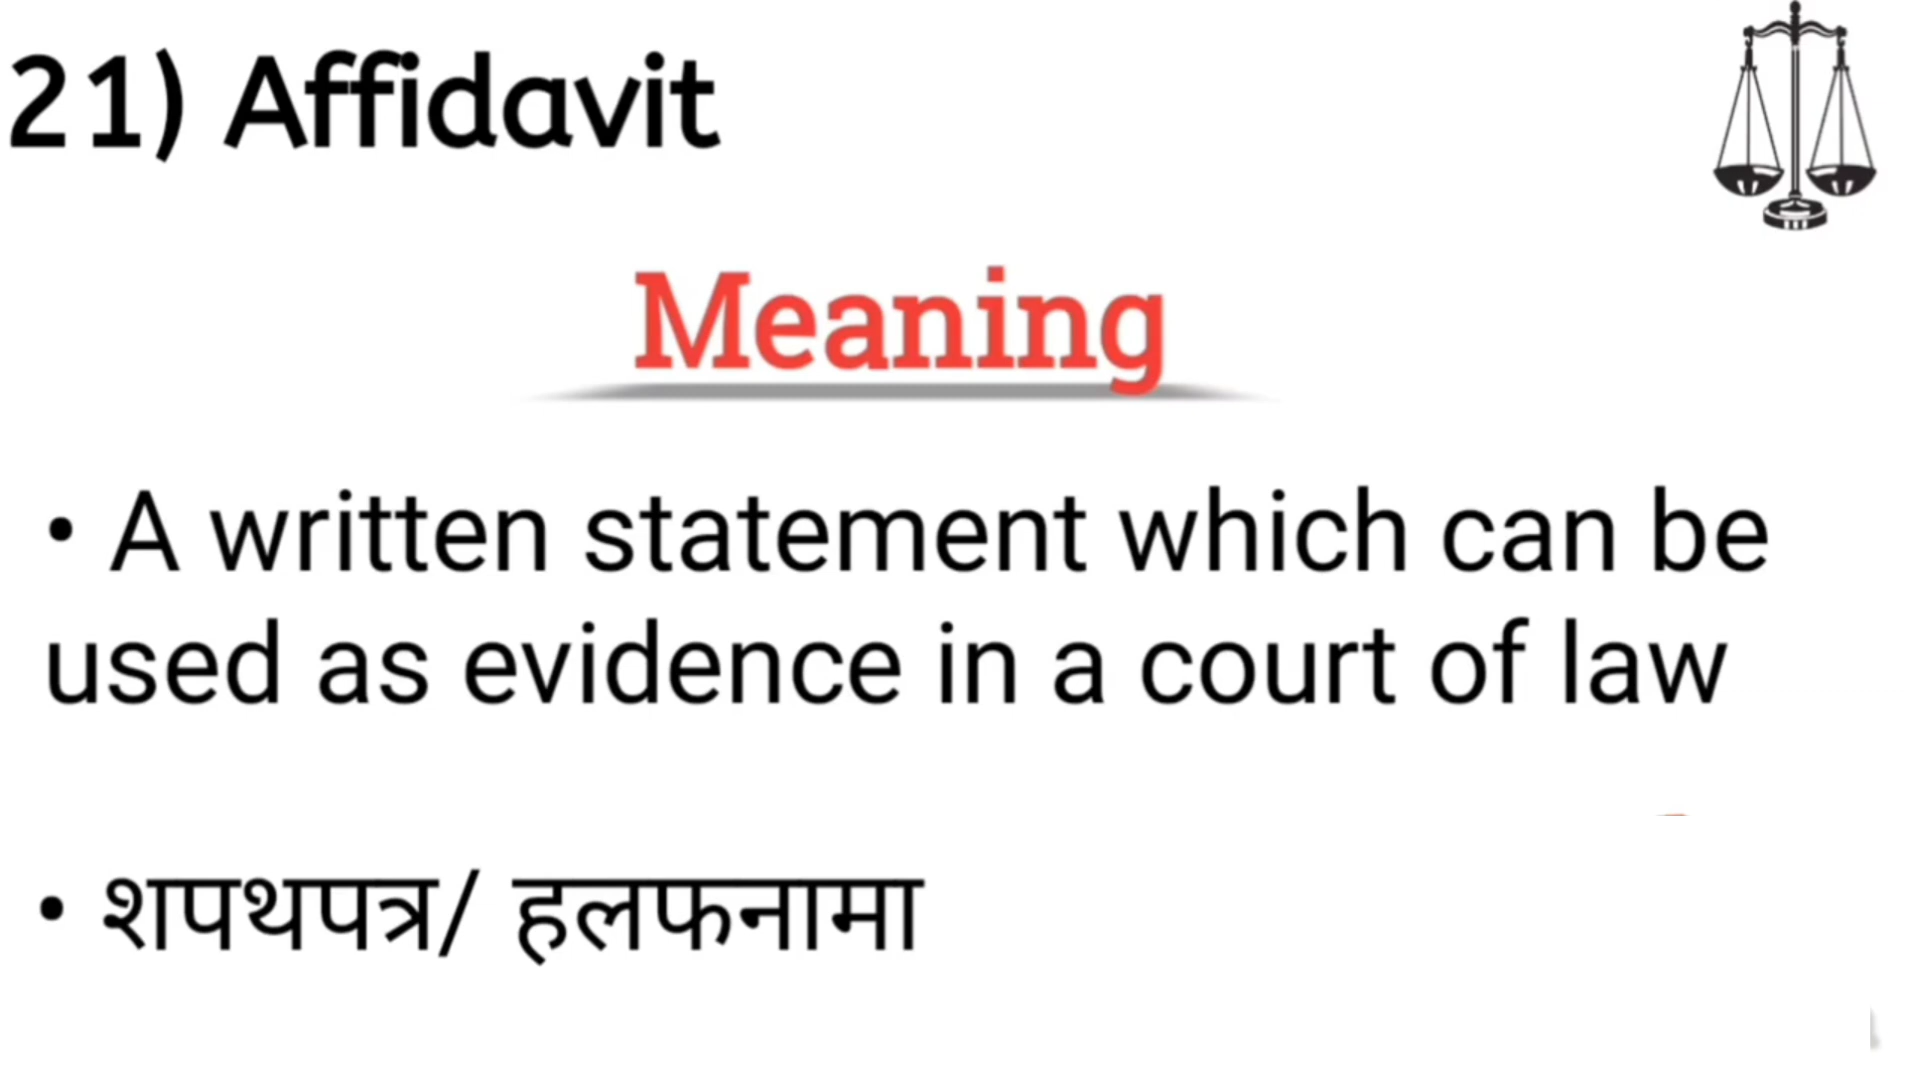 21) Affidavit
Meaning
• A written statement which can be
used as evidence in a court of law
• शपथपत्र/ हलफनामा